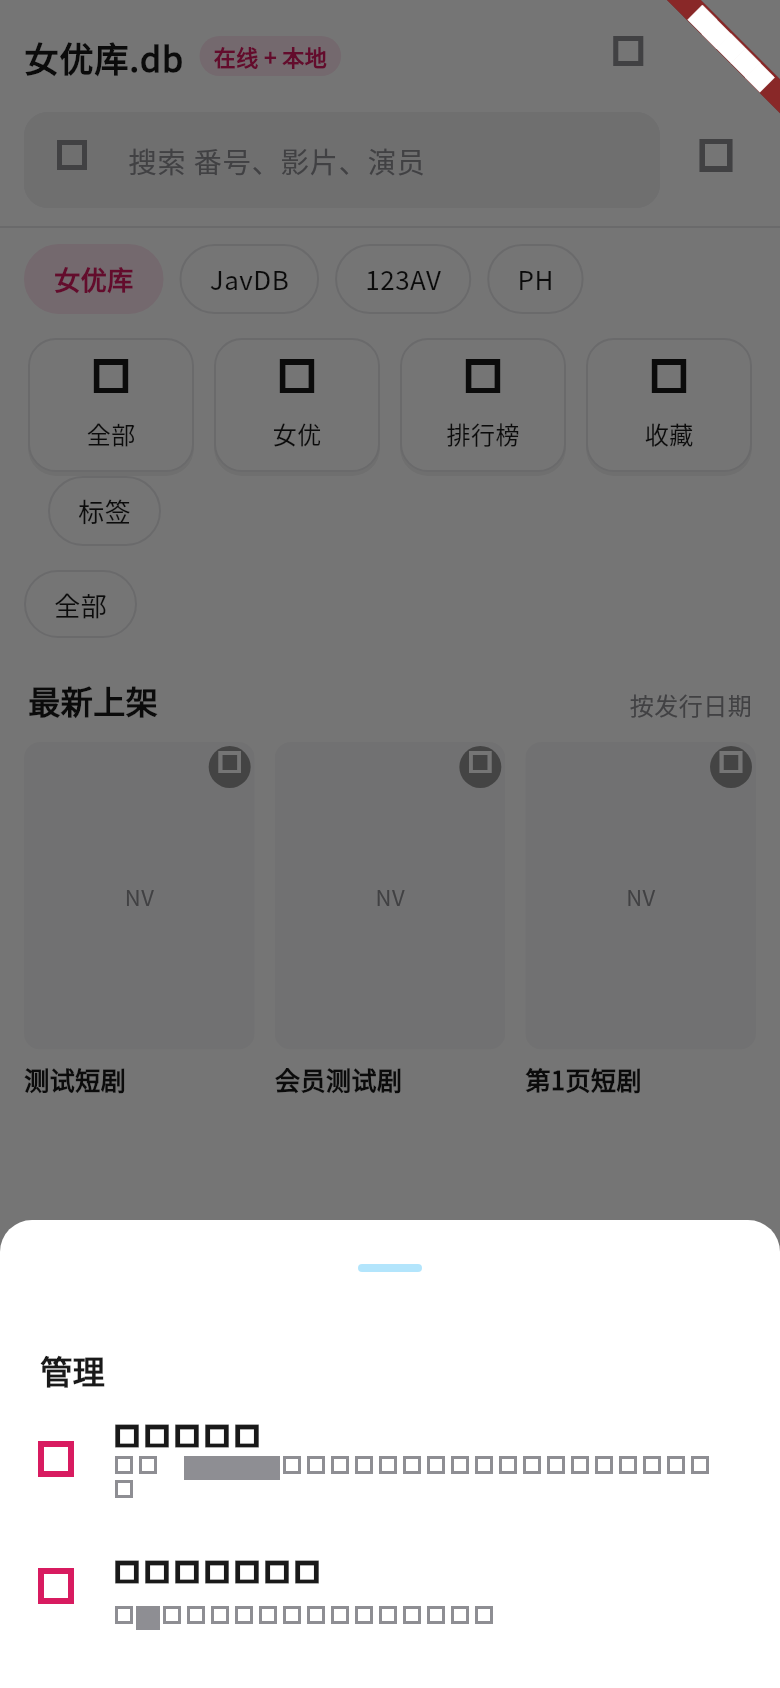 女优库.db
在线 + 本地
搜索 番号、影片、演员
女优库
JavDB
123AV
PH
全部
女优
排行榜
收藏
标签
全部
最新上架
按发行日期
NV
NV
NV
测试短剧
会员测试剧
第1页短剧
管理